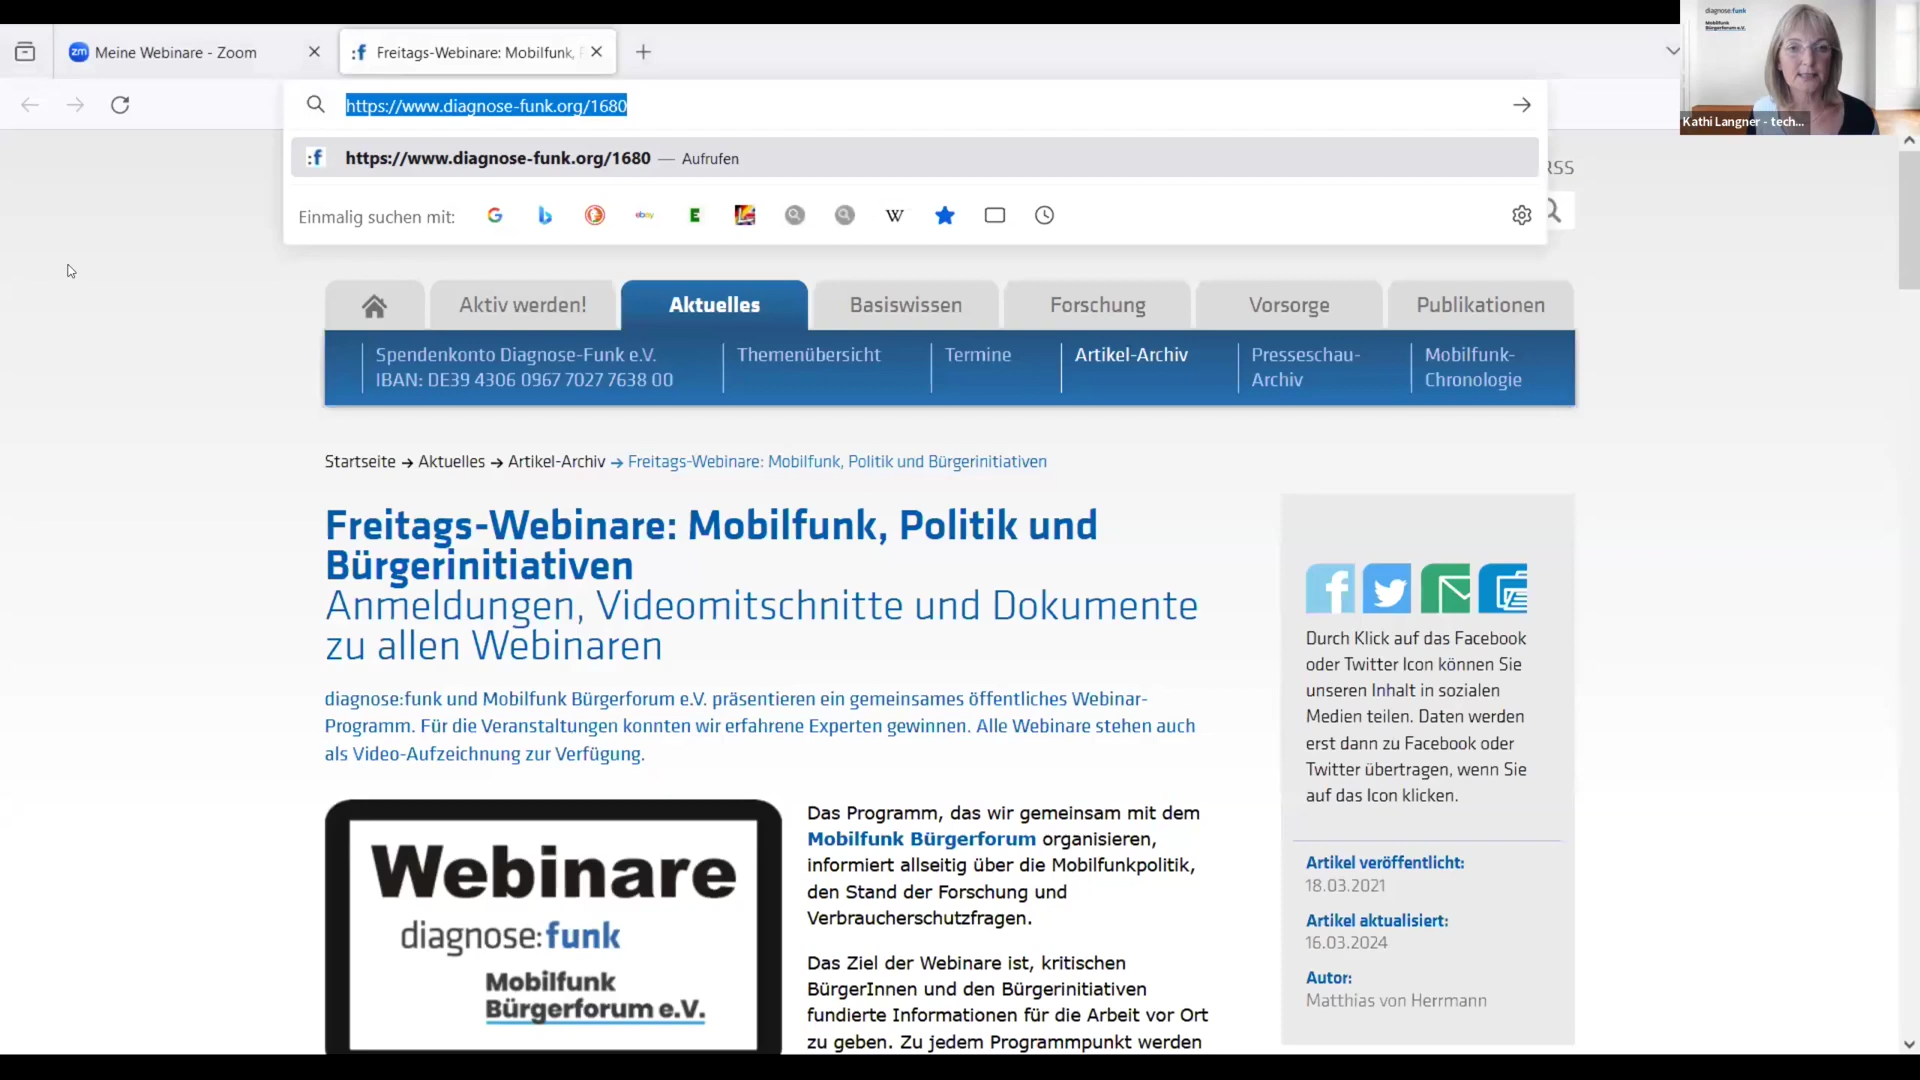 diagnose:funk
Mobilfunk
Bürgerforum e.V.
Kathi Langner - tech...
zm Meine Webinare - Zoom
:f Freitags-Webinare: Mobilfunk,
https://www.diagnose-funk.org/1680
:f https://www.diagnose-funk.org/1680 — Aufrufen
Einmalig suchen mit:
ebay
E
W
RSS
Aktiv werden!
Aktuelles
Basiswissen
Forschung
Vorsorge
Publikationen
Spendenkonto Diagnose-Funk e.V.
IBAN: DE39 4306 0967 7027 7638 00
Themenübersicht
Termine
Artikel-Archiv
Presseschau-
Archiv
Mobilfunk-
Chronologie
Startseite → Aktuelles → Artikel-Archiv → Freitags-Webinare: Mobilfunk, Politik und Bürgerinitiativen
Freitags-Webinare: Mobilfunk, Politik und
Bürgerinitiativen
Anmeldungen, Videomitschnitte und Dokumente
zu allen Webinaren
diagnose:funk und Mobilfunk Bürgerforum e.V. präsentieren ein gemeinsames öffentliches Webinar-
Programm. Für die Veranstaltungen konnten wir erfahrene Experten gewinnen. Alle Webinare stehen auch
als Video-Aufzeichnung zur Verfügung.
Webinare
diagnose:funk
Mobilfunk
Bürgerforum e.V.
Das Programm, das wir gemeinsam mit dem
Mobilfunk Bürgerforum organisieren,
informiert allseitig über die Mobilfunkpolitik,
den Stand der Forschung und
Verbraucherschutzfragen.
Das Ziel der Webinare ist, kritischen
BürgerInnen und den Bürgerinitiativen
fundierte Informationen für die Arbeit vor Ort
zu geben. Zu jedem Programmpunkt werden
Durch Klick auf das Facebook
oder Twitter Icon können Sie
unseren Inhalt in sozialen
Medien teilen. Daten werden
erst dann zu Facebook oder
Twitter übertragen, wenn Sie
auf das Icon klicken.
Artikel veröffentlicht:
18.03.2021
Artikel aktualisiert:
16.03.2024
Autor:
Matthias von Herrmann